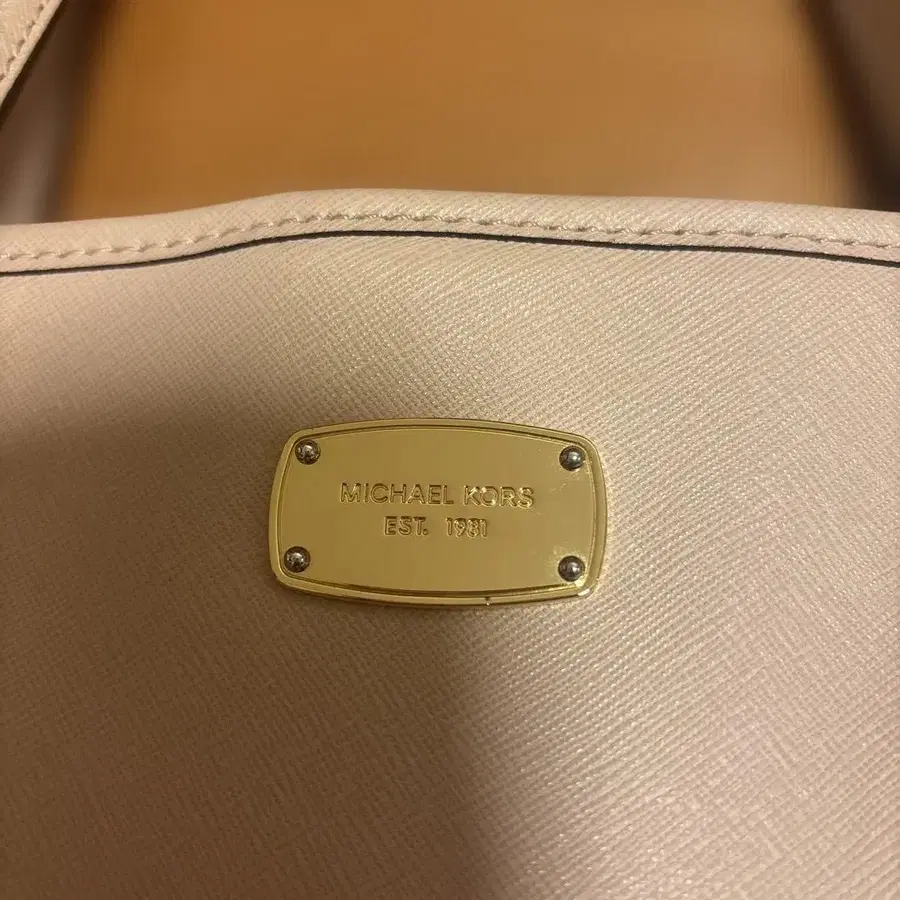 MICHAEL KORS
EST. 1981